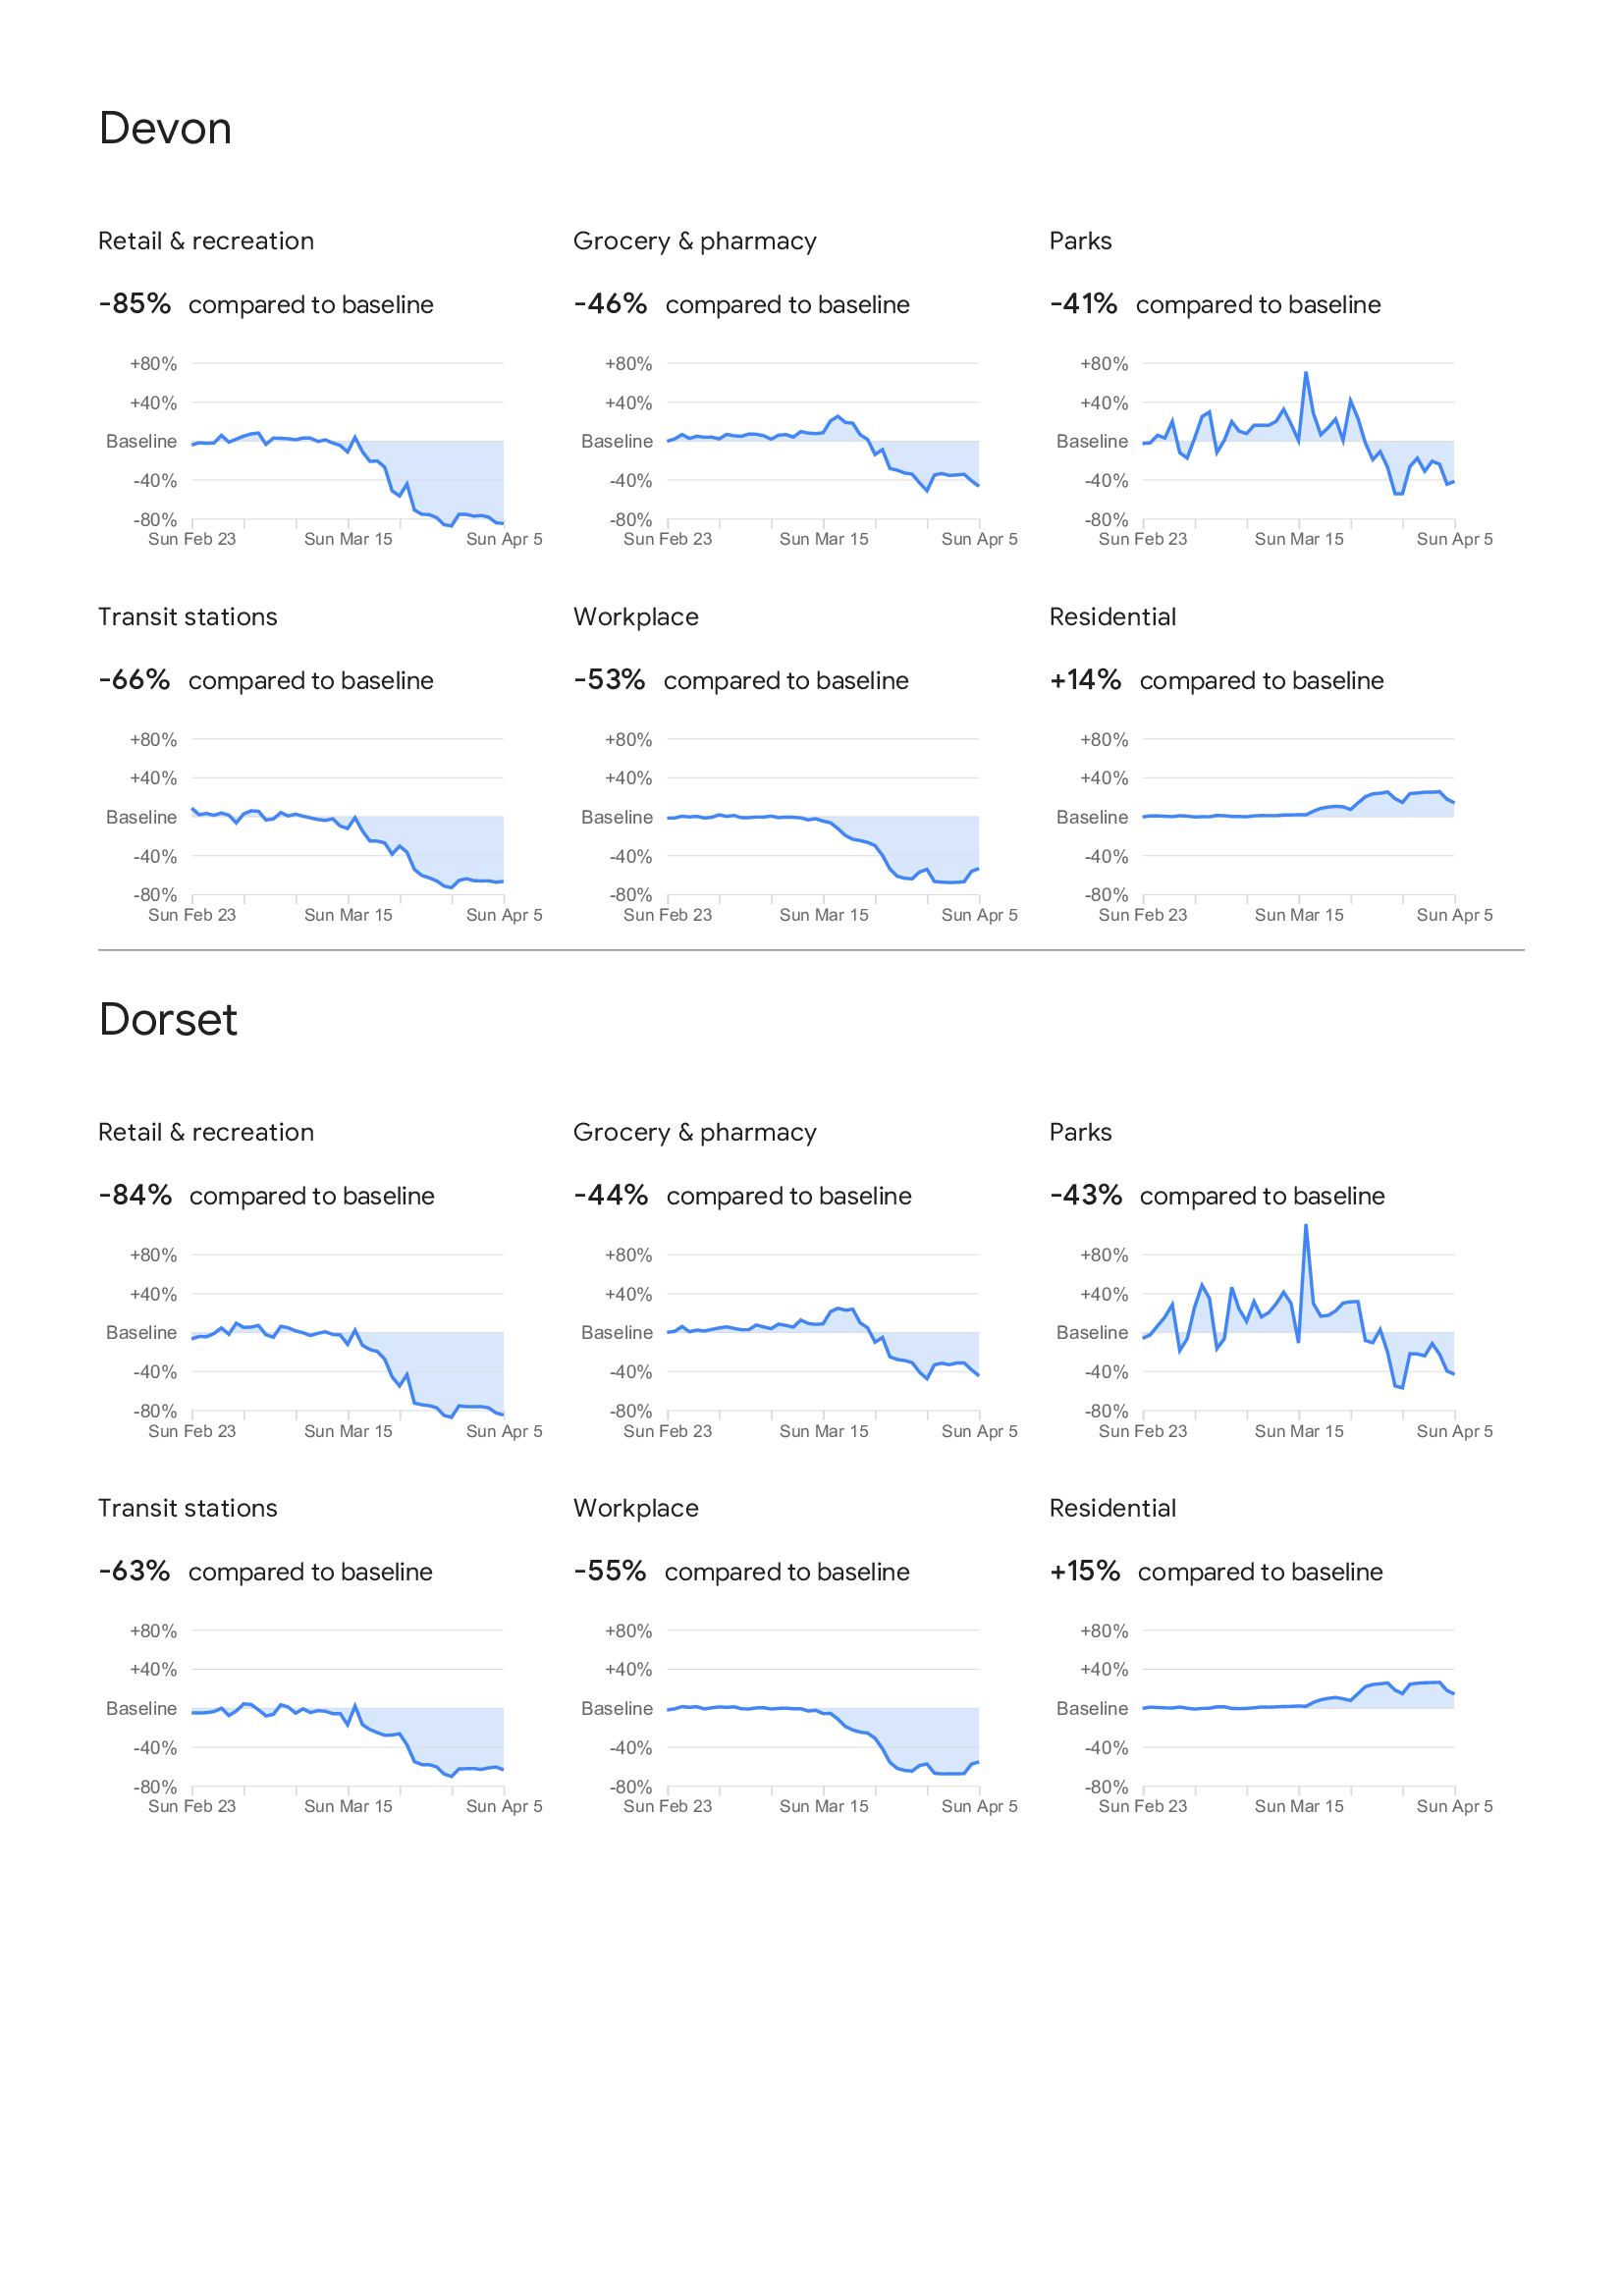 Devon
Retail & recreation
-85% compared to baseline
+80%
+40%
Baseline
-40%
-80%
Sun Feb 23 Sun Mar 15 Sun Apr 5
Grocery & pharmacy
-46% compared to baseline
+80%
+40%
Baseline
-40%
-80%
Sun Feb 23 Sun Mar 15 Sun Apr 5
Parks
-41% compared to baseline
+80%
+40%
Baseline
-40%
-80%
Sun Feb 23 Sun Mar 15 Sun Apr 5
Transit stations
-66% compared to baseline
+80%
+40%
Baseline
-40%
-80%
Sun Feb 23 Sun Mar 15 Sun Apr 5
Workplace
-53% compared to baseline
+80%
+40%
Baseline
-40%
-80%
Sun Feb 23 Sun Mar 15 Sun Apr 5
Residential
+14% compared to baseline
+80%
+40%
Baseline
-40%
-80%
Sun Feb 23 Sun Mar 15 Sun Apr 5
Dorset
Retail & recreation
-84% compared to baseline
+80%
+40%
Baseline
-40%
-80%
Sun Feb 23 Sun Mar 15 Sun Apr 5
Grocery & pharmacy
-44% compared to baseline
+80%
+40%
Baseline
-40%
-80%
Sun Feb 23 Sun Mar 15 Sun Apr 5
Parks
-43% compared to baseline
+80%
+40%
Baseline
-40%
-80%
Sun Feb 23 Sun Mar 15 Sun Apr 5
Transit stations
-63% compared to baseline
+80%
+40%
Baseline
-40%
-80%
Sun Feb 23 Sun Mar 15 Sun Apr 5
Workplace
-55% compared to baseline
+80%
+40%
Baseline
-40%
-80%
Sun Feb 23 Sun Mar 15 Sun Apr 5
Residential
+15% compared to baseline
+80%
+40%
Baseline
-40%
-80%
Sun Feb 23 Sun Mar 15 Sun Apr 5